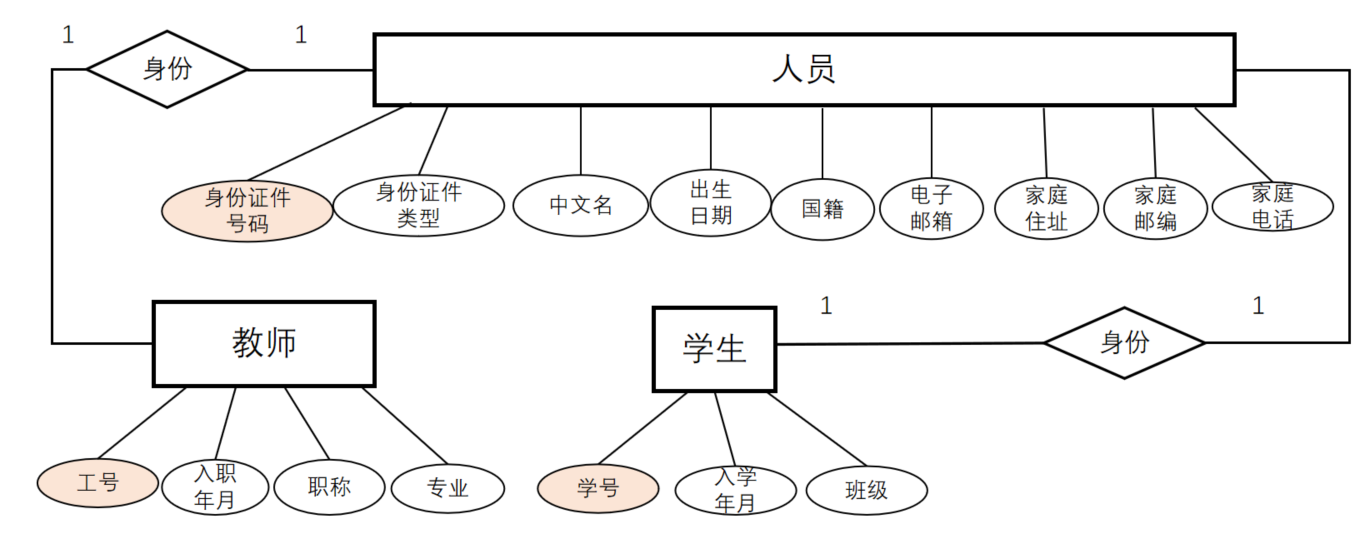 1
1
身份
人员
身份证件
号码
身份证件
类型
中文名
出生
日期
国籍
电子
邮箱
家庭
住址
家庭
邮编
家庭
电话
教师
学生
1
1
身份
工号
入职
年月
职称
专业
学号
入学
年月
班级